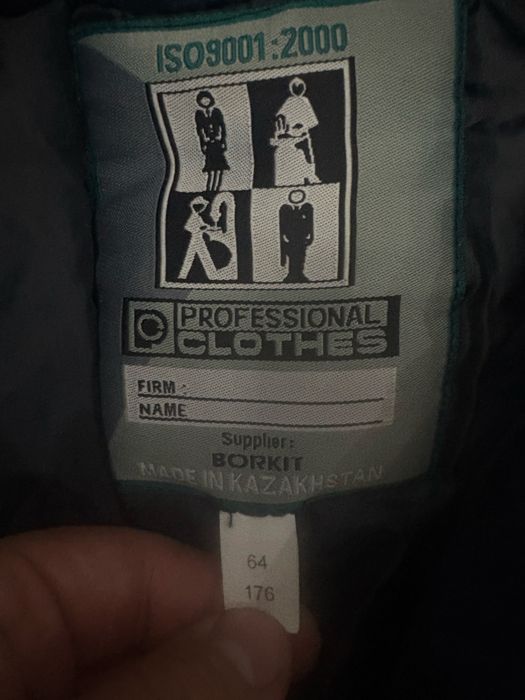 ISO9001:2000
PROFESSIONAL
CLOTHES
FIRM :
NAME
Supplier:
BORKIT
MADE IN KAZAKHSTAN
64
176